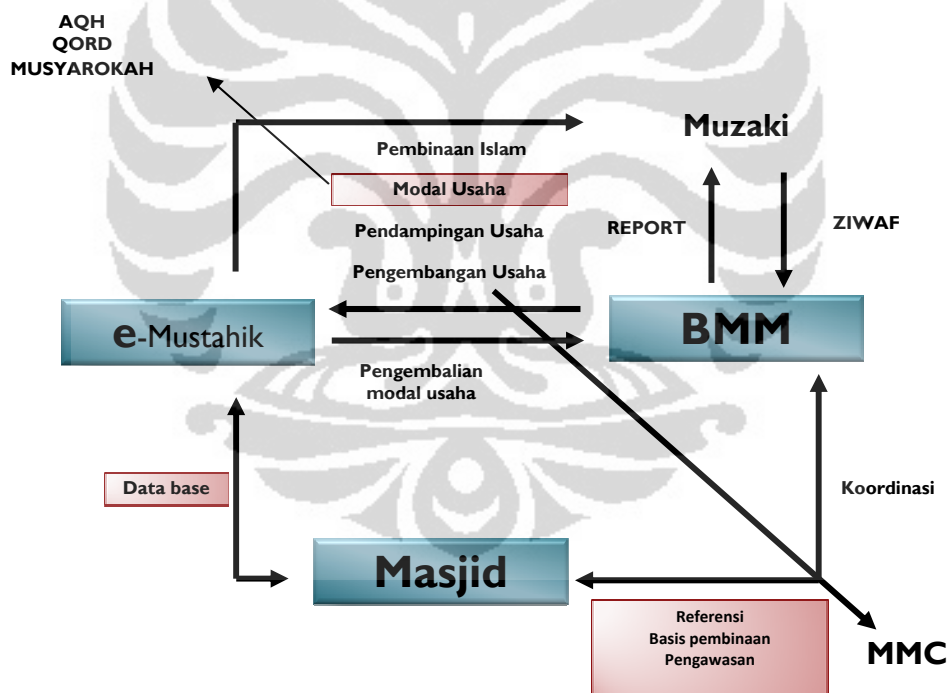 AQH
QORD
MUSYAROKAH
Muzaki
Pembinaan Islam
Modal Usaha
Pendampingan Usaha
REPORT
ZIWAF
Pengembangan Usaha
e-Mustahik
BMM
Pengembalian
modal usaha
Data base
Koordinasi
Masjid
Referensi
Basis pembinaan
Pengawasan
MMC